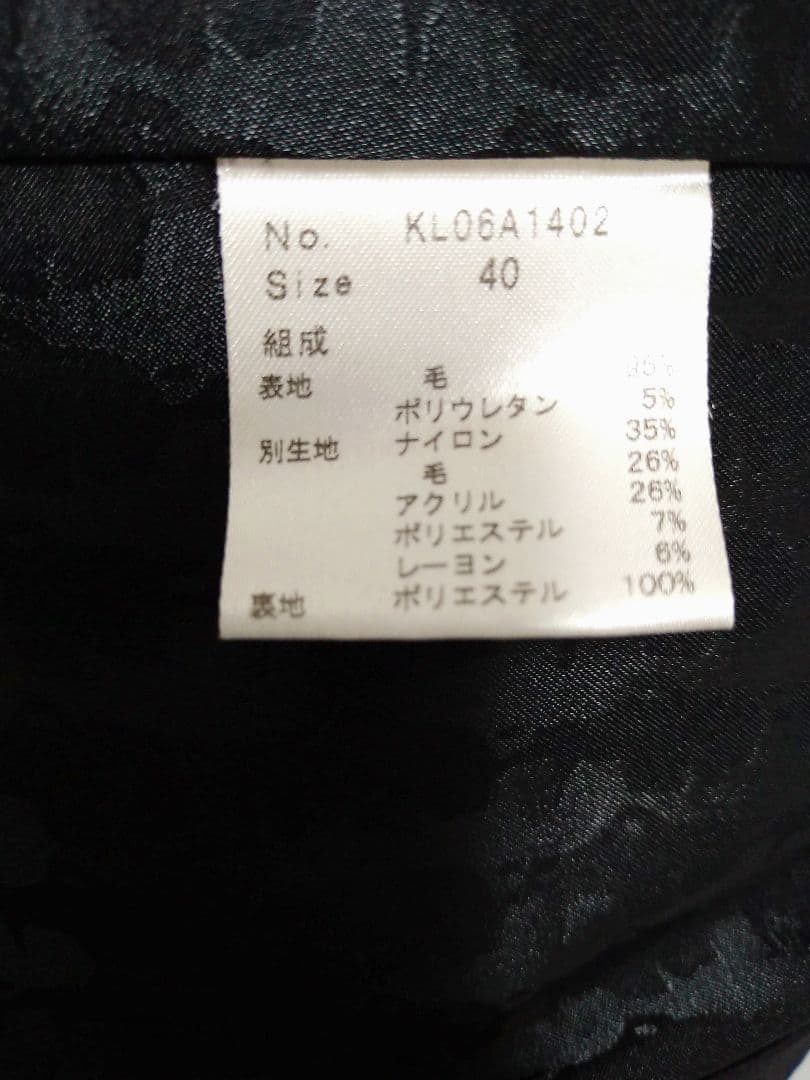 No. KL06A1402
Size 40
組成
表地 毛 95%
ポリウレタン 5%
別生地 ナイロン 35%
毛 26%
アクリル 26%
ポリエステル 7%
レーヨン 6%
裏地 ポリエステル 100%